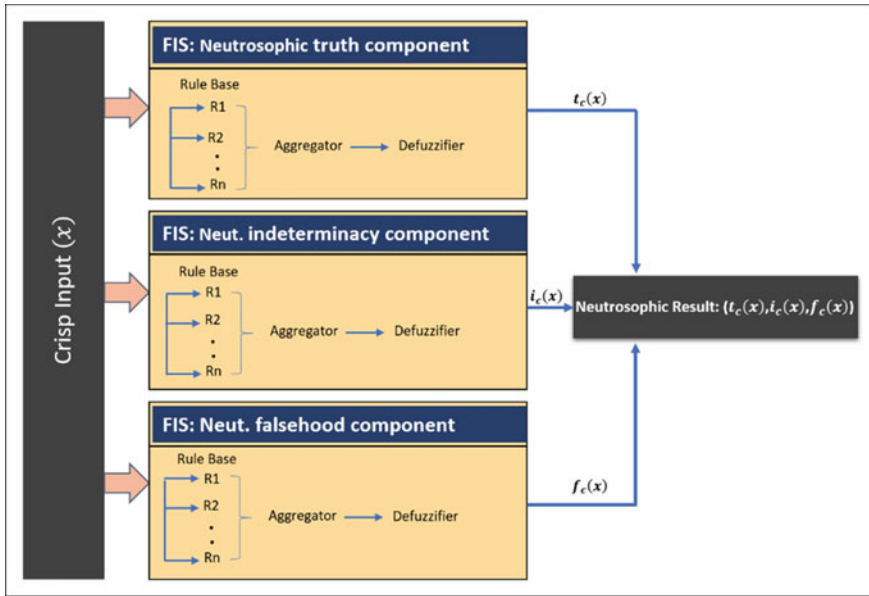 Crisp Input (x)
FIS: Neutrosophic truth component
Rule Base
R1
R2
Rn
Aggregator
Defuzzifier
t_c(x)
FIS: Neut. indeterminacy component
Rule Base
R1
R2
Rn
Aggregator
Defuzzifier
i_c(x)
Neutrosophic Result: (t_c(x),i_c(x),f_c(x))
FIS: Neut. falsehood component
Rule Base
R1
R2
Rn
Aggregator
Defuzzifier
f_c(x)